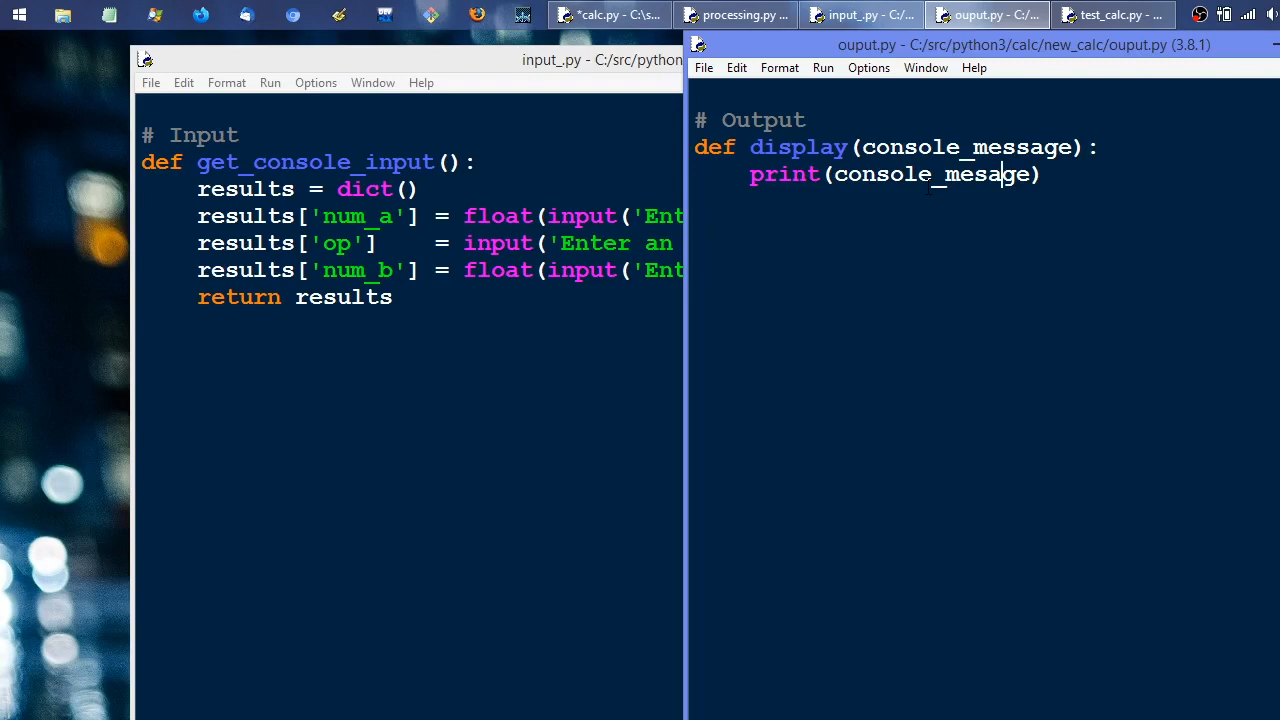 *calc.py - C:\s...
processing.py ...
input_.py - C:/...
ouput.py - C:/...
test_calc.py - ...
input_.py - C:/src/python
File Edit Format Run Options Window Help
# Input
def get_console_input():
results = dict()
results['num_a'] = float(input('Ent
results['op'] = input('Enter an
results['num_b'] = float(input('Ent
return results
ouput.py - C:/src/python3/calc/new_calc/ouput.py (3.8.1)
File Edit Format Run Options Window Help
# Output
def display(console_message):
print(console_mesage)